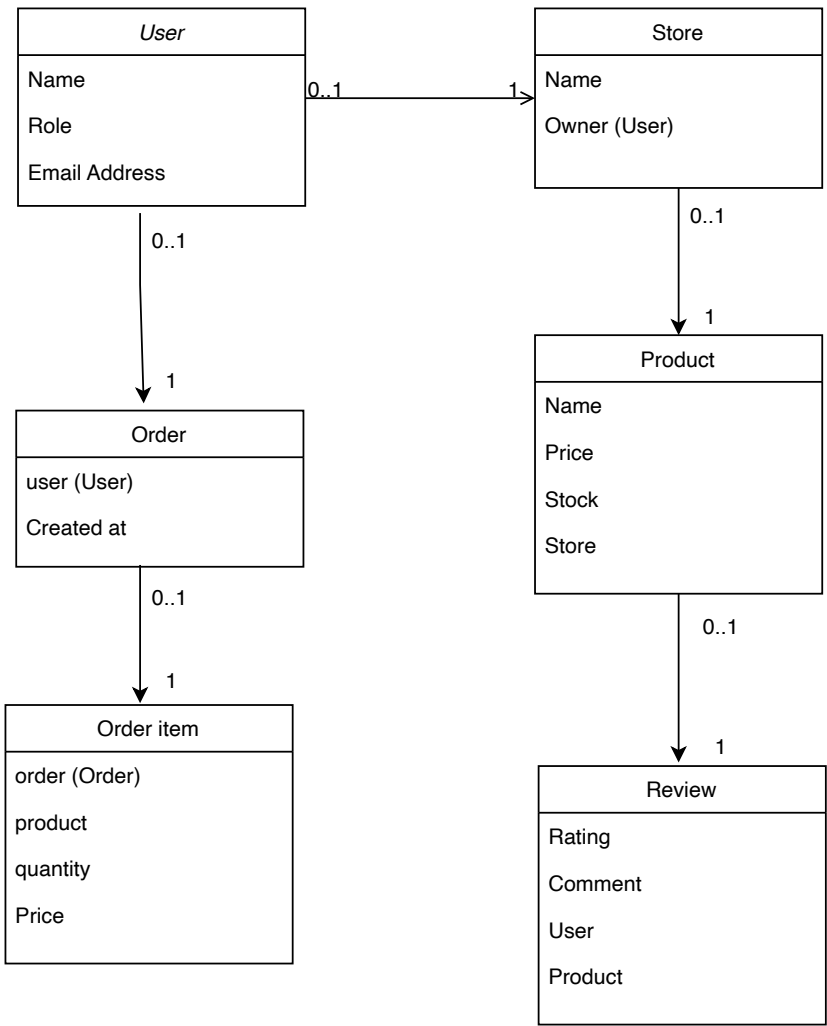 User
Name
Role
Email Address
0..1
1
Store
Name
Owner (User)
0..1
1
Order
user (User)
Created at
0..1
1
Order item
order (Order)
product
quantity
Price
0..1
1
Product
Name
Price
Stock
Store
0..1
1
Review
Rating
Comment
User
Product